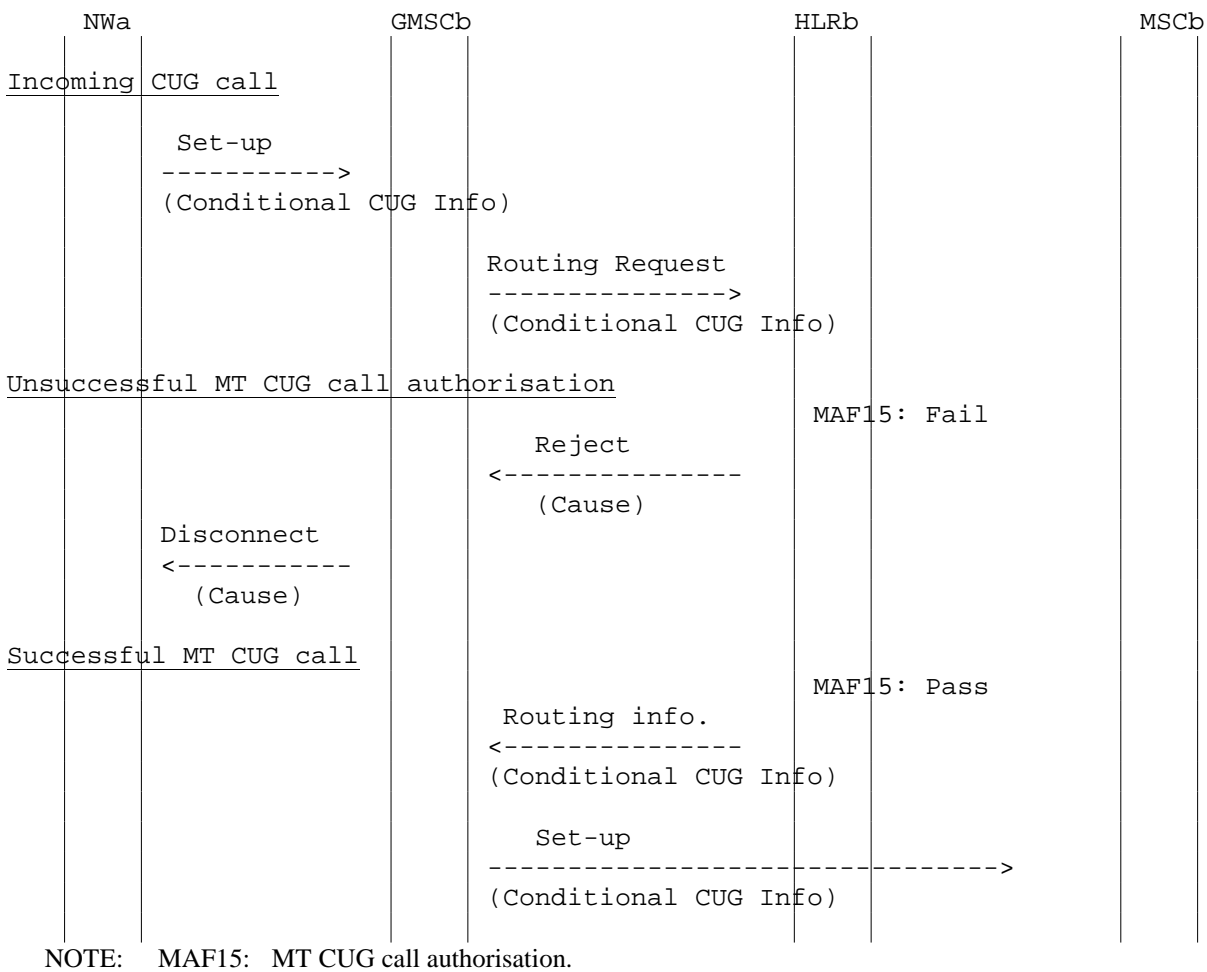 NWa GMSCb HLRb MSCb
Incoming CUG call
Set-up
----------->
(Conditional CUG Info)
Routing Request
--------------->
(Conditional CUG Info)
Unsuccessful MT CUG call authorisation
MAF15: Fail
Reject
<---------------
(Cause)
Disconnect
<-----------
(Cause)
Successful MT CUG call
MAF15: Pass
Routing info.
<---------------
(Conditional CUG Info)
Set-up
-------------------------------->
(Conditional CUG Info)
NOTE: MAF15: MT CUG call authorisation.